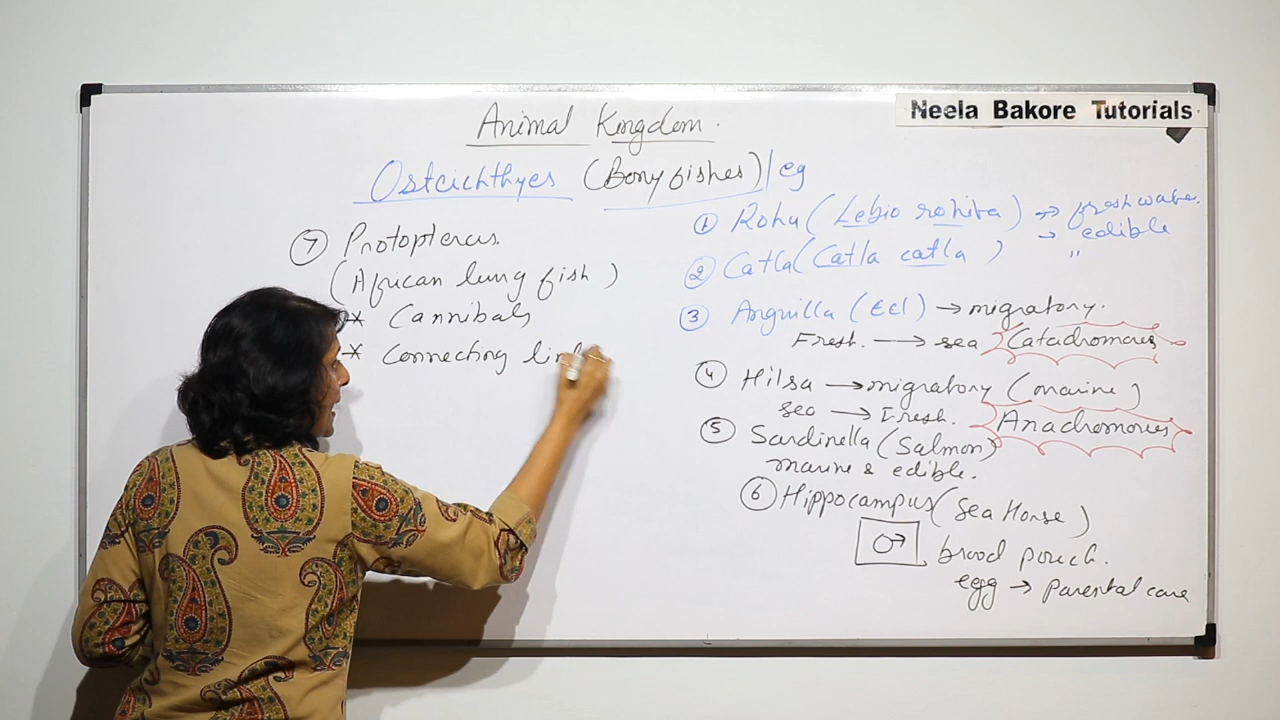 Neela Bakore Tutorials
Animal Kingdom.
Osteichthyes (Bony fishes) / eg
① Rohu (Lebio rohita) → freshwate.
→ edible
② Catla (Catla catla) "
③ Anguilla (Eel) → migratory.
Fresh. → sea Catadromous
④ Hilsa → migratory (marine)
sea → Fresh. Anadromous
⑤ Sardinella (Salmon)
marine & edible.
⑥ Hippocampus (Sea Horse)
♂ brood pouch.
egg → parental care
⑦ Protopterus.
(African lung fish)
* Cannibals
* Connecting link